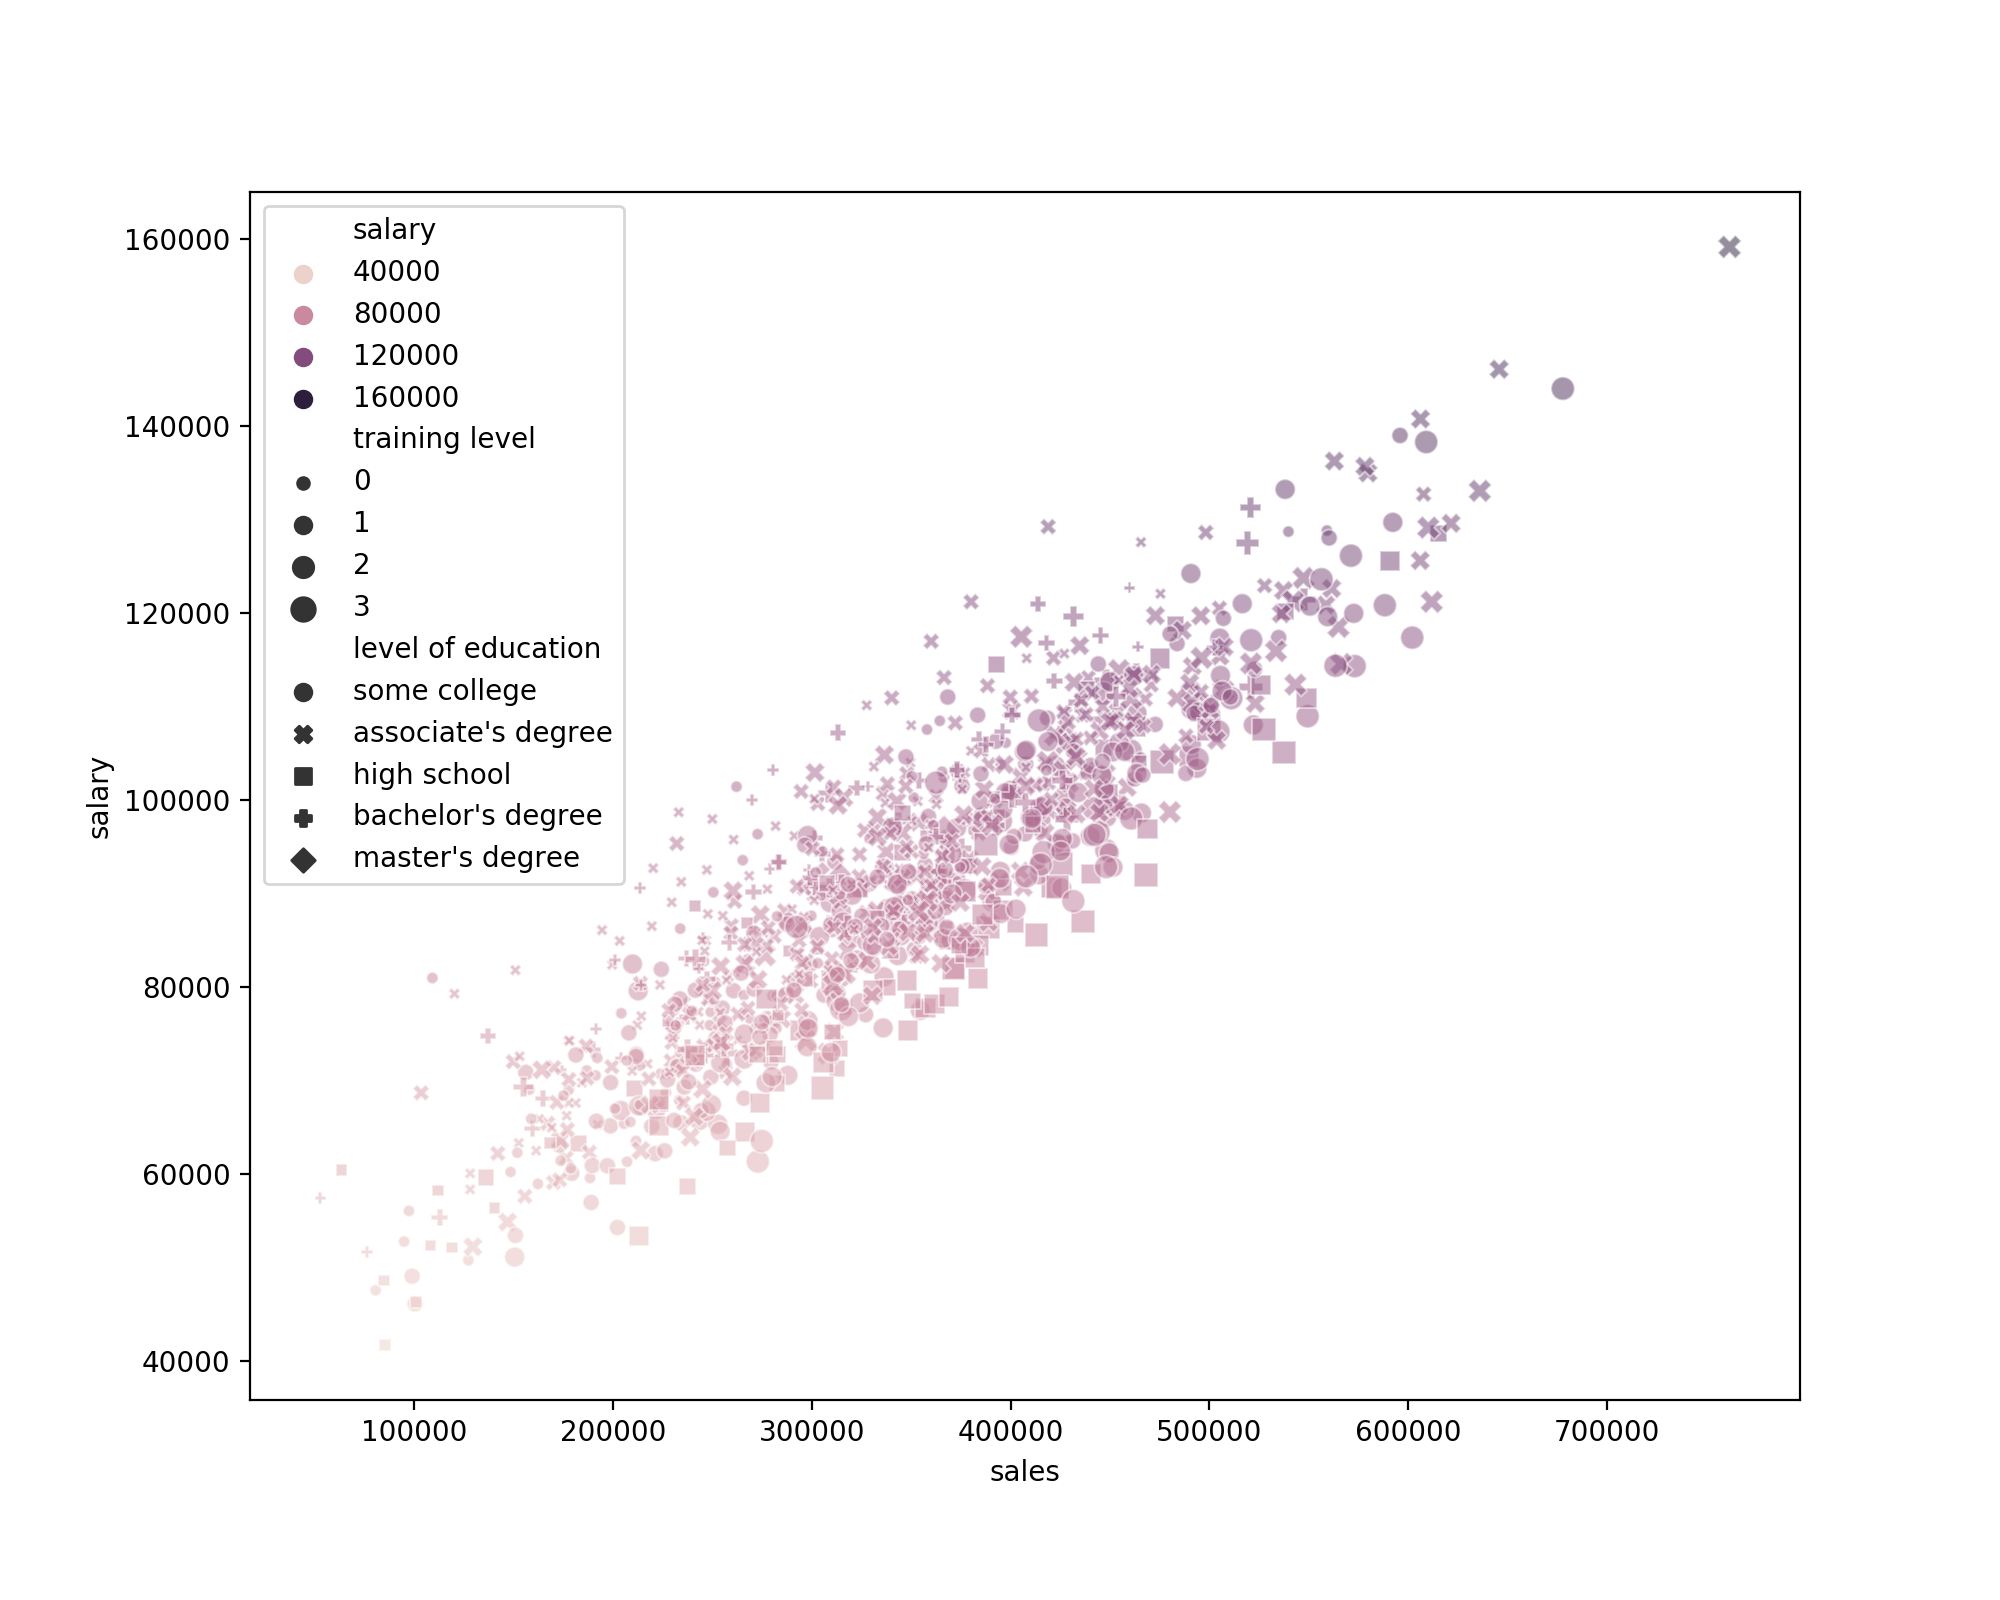 salary
40000
80000
120000
160000
training level
0
1
2
3
level of education
some college
associate's degree
high school
bachelor's degree
master's degree
160000
140000
120000
100000
80000
60000
40000
salary
100000
200000
300000
400000
500000
600000
700000
sales